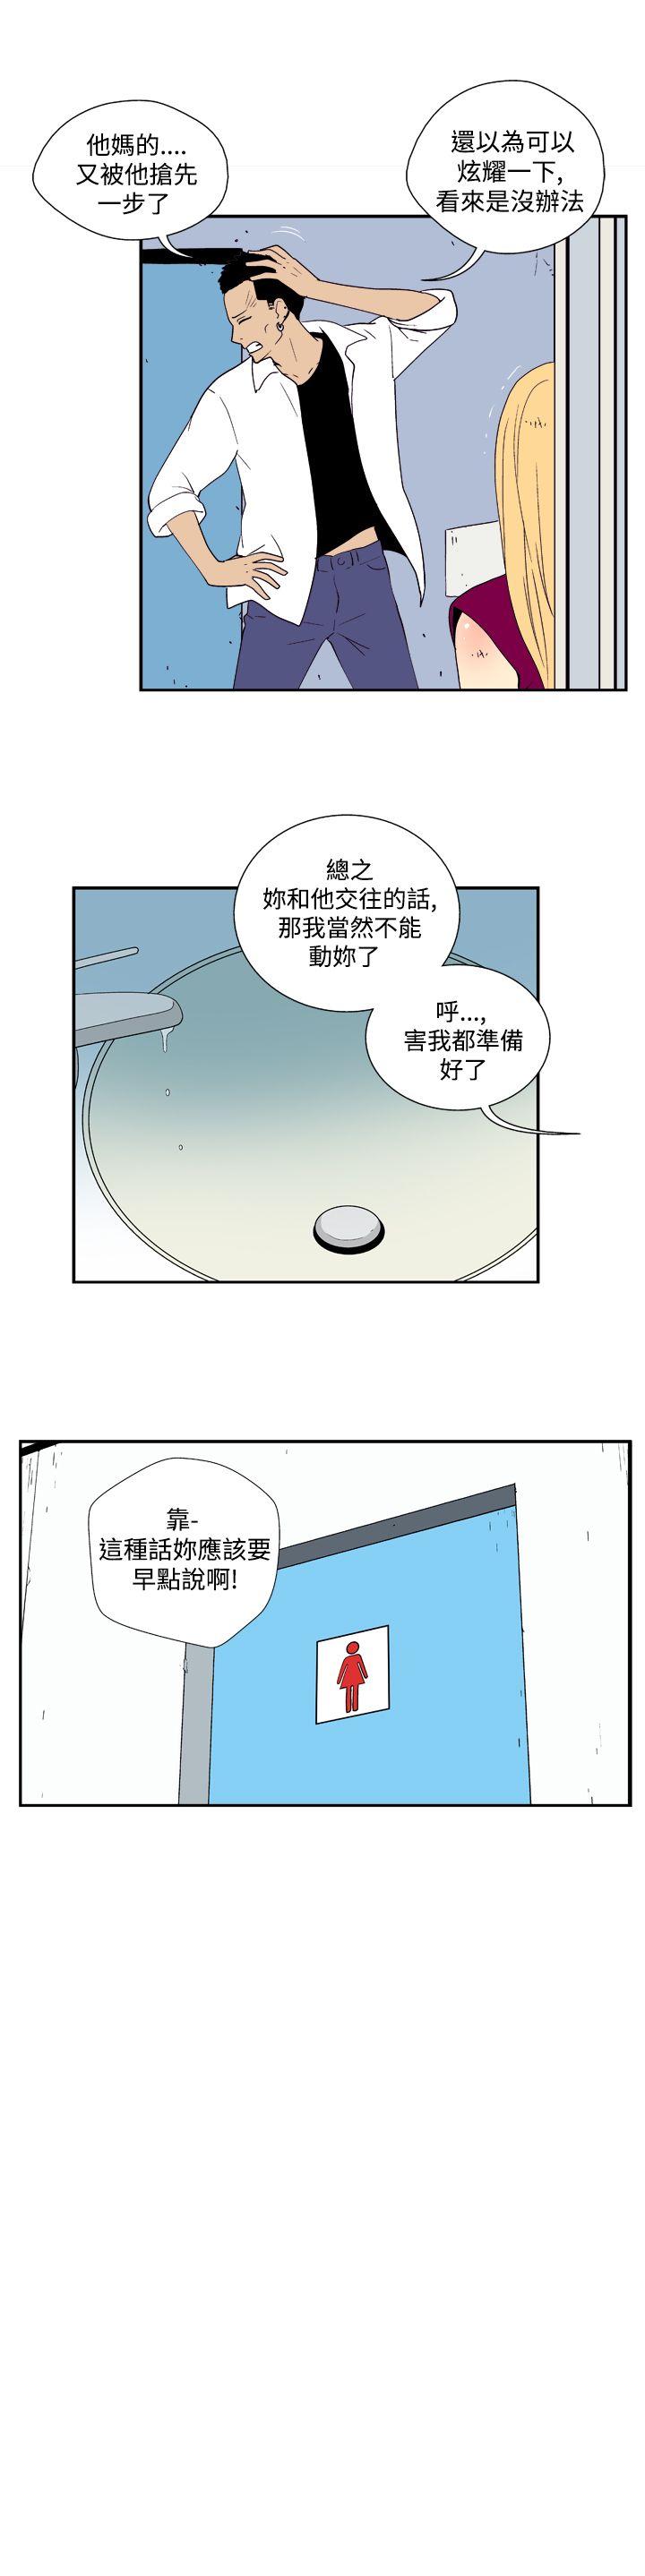 他媽的....
又被他搶先
一步了
還以為可以
炫耀一下,
看來是沒辦法
總之
妳和他交往的話,
那我當然不能
動妳了
呼...,
害我都準備
好了
靠-
這種話妳應該要
早點說啊!